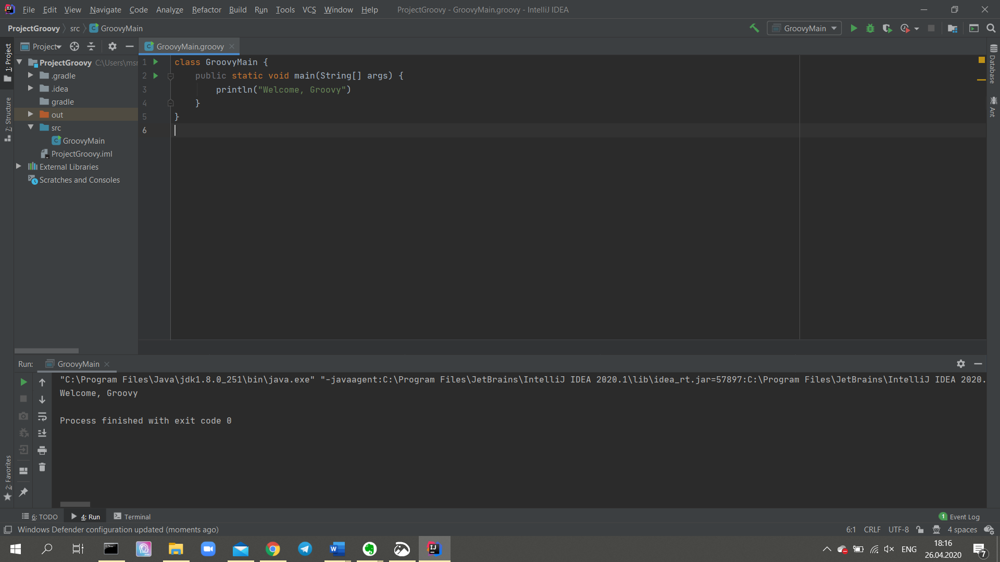 File Edit View Navigate Code Analyze Refactor Build Run Tools VCS Window Help ProjectGroovy - GroovyMain.groovy - IntelliJ IDEA
ProjectGroovy src GroovyMain
GroovyMain
1: Project
7: Structure
2: Favorites
Project
ProjectGroovy C:\Users\msr
.gradle
.idea
gradle
out
src
GroovyMain
ProjectGroovy.iml
External Libraries
Scratches and Consoles
GroovyMain.groovy
1 class GroovyMain {
2 public static void main(String[] args) {
3 println("Welcome, Groovy")
4 }
5 }
6
Database
Ant
Run: GroovyMain
"C:\Program Files\Java\jdk1.8.0_251\bin\java.exe" "-javaagent:C:\Program Files\JetBrains\IntelliJ IDEA 2020.1\lib\idea_rt.jar=57897:C:\Program Files\JetBrains\IntelliJ IDEA 2020.
Welcome, Groovy
Process finished with exit code 0
6: TODO 4: Run Terminal 1 Event Log
Windows Defender configuration updated (moments ago) 6:1 CRLF UTF-8 4 spaces
ENG 18:16
26.04.2020 7